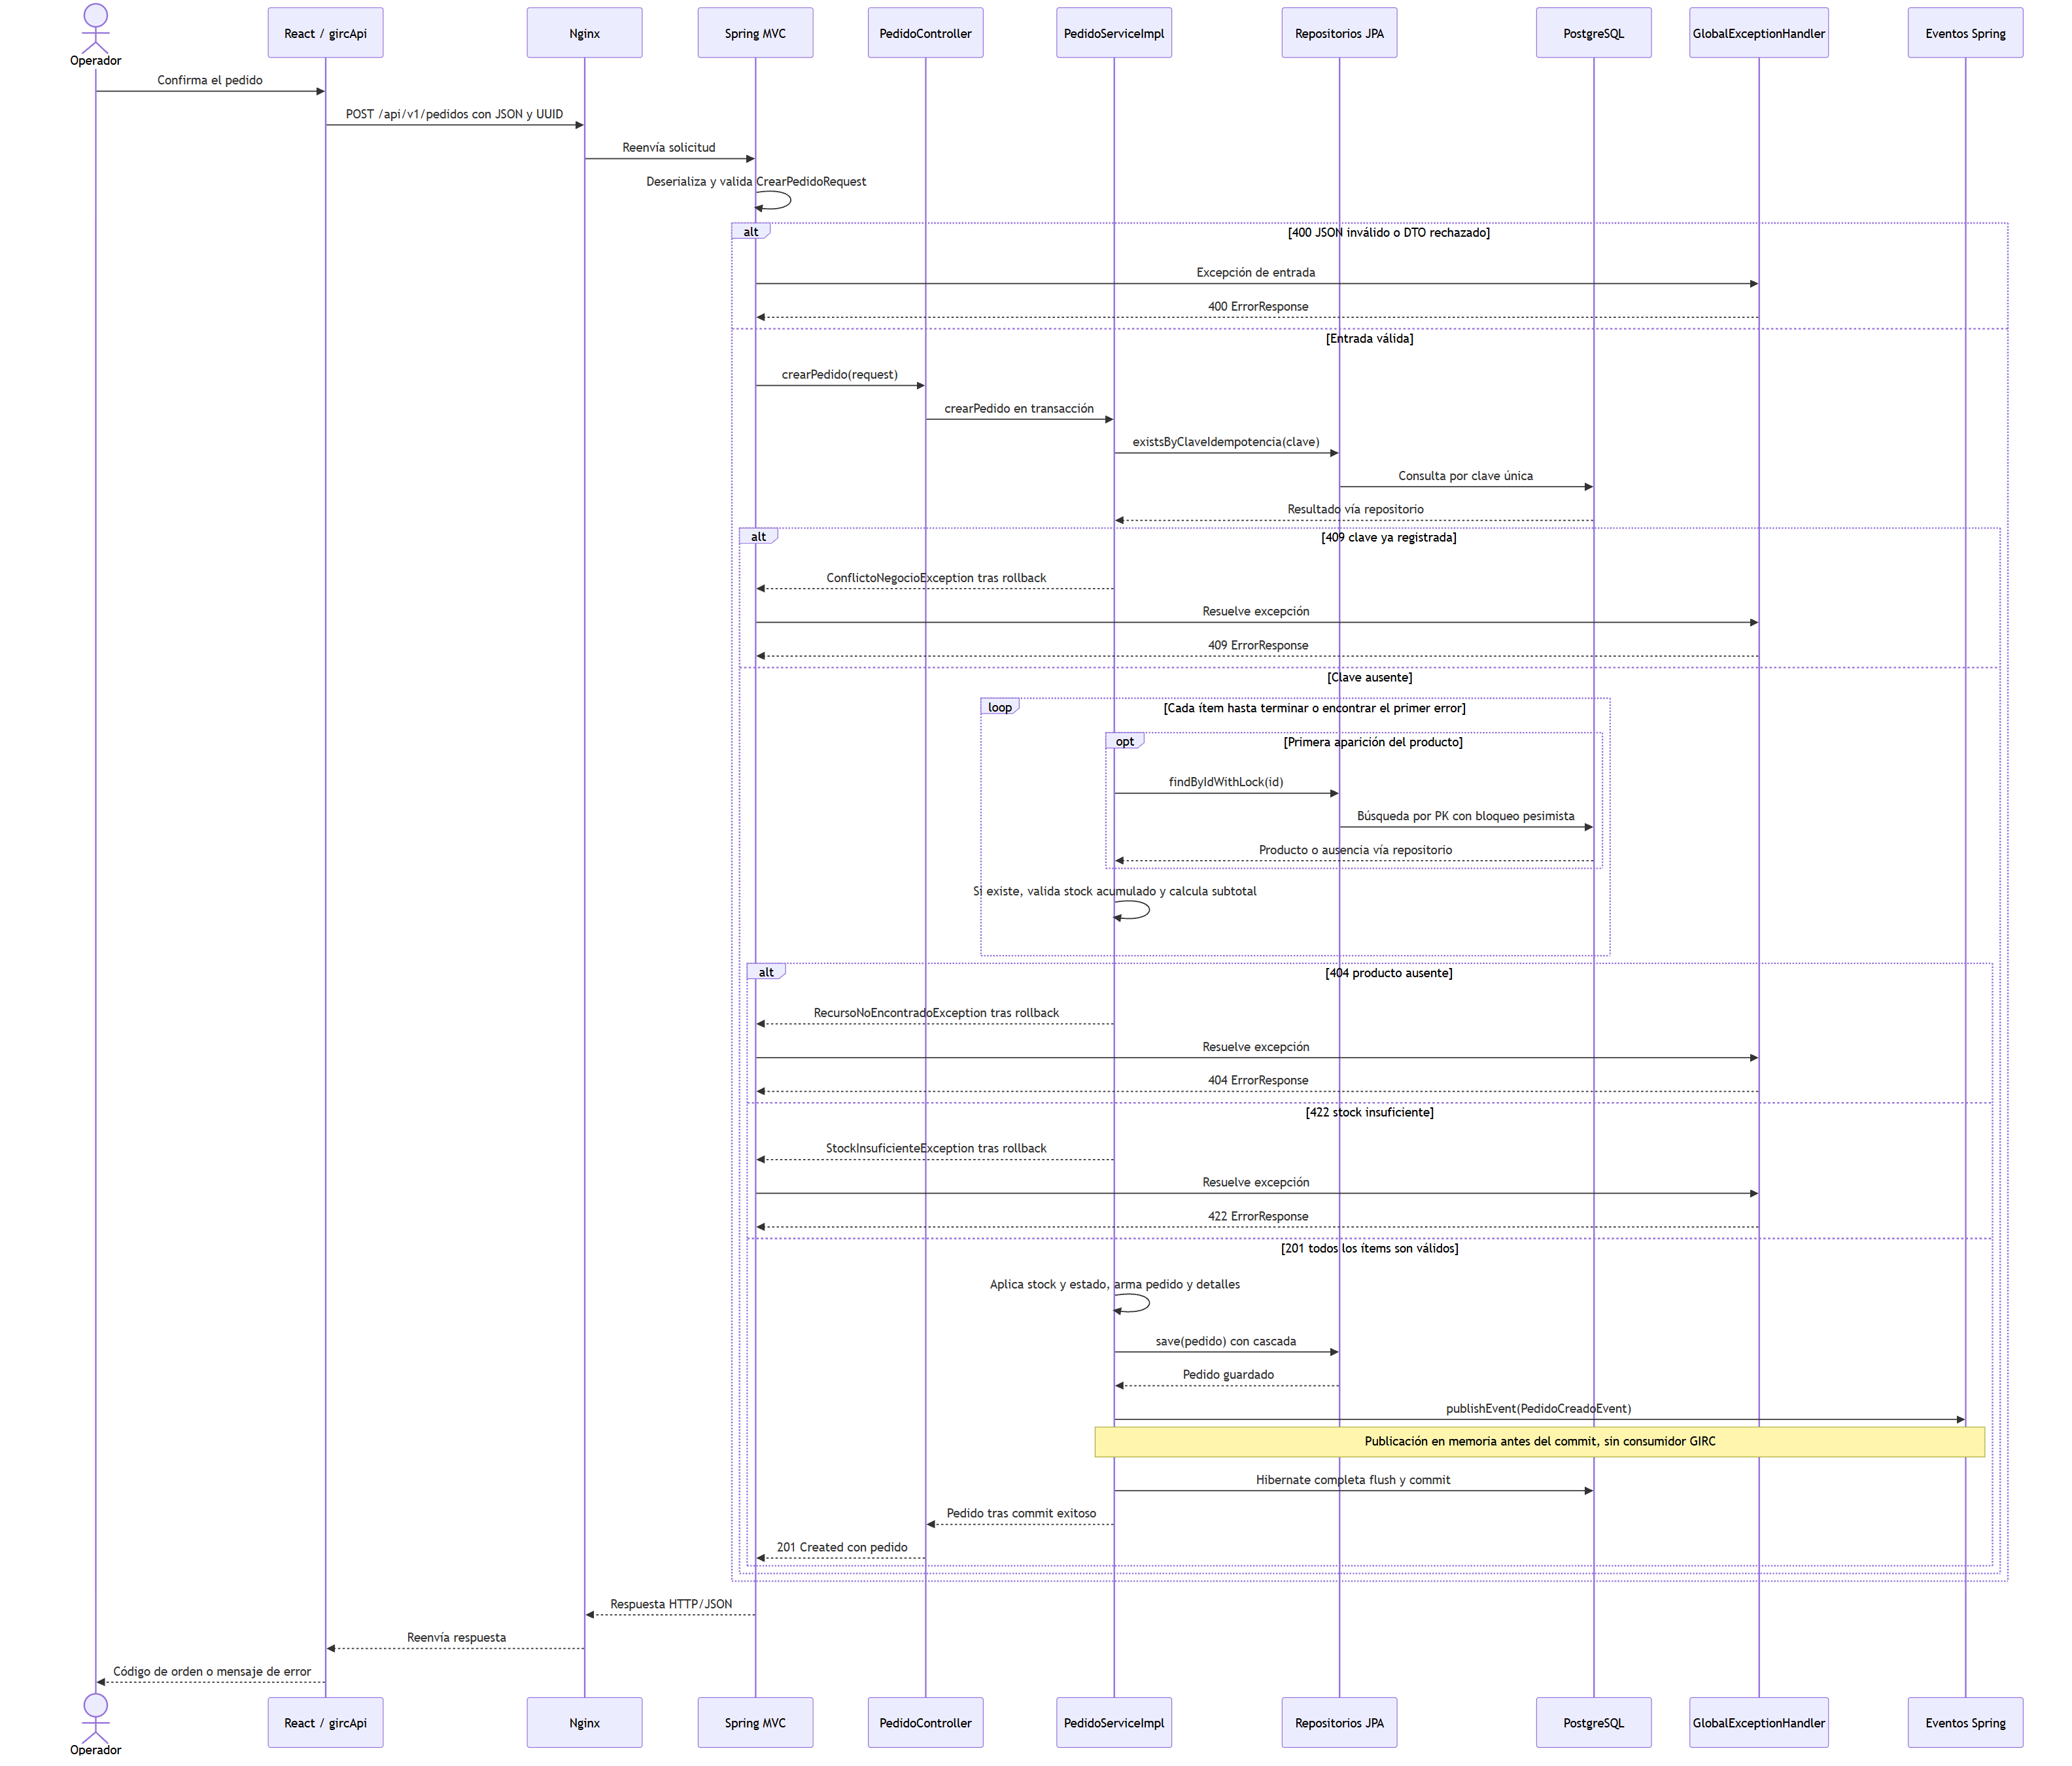 Operador
React / gircApi
Nginx
Spring MVC
PedidoController
PedidoServiceImpl
Repositorios JPA
PostgreSQL
GlobalExceptionHandler
Eventos Spring
Confirma el pedido
POST /api/v1/pedidos con JSON y UUID
Reenvía solicitud
Deserializa y valida CrearPedidoRequest
alt
[400 JSON inválido o DTO rechazado]
Excepción de entrada
400 ErrorResponse
[Entrada válida]
crearPedido(request)
crearPedido en transacción
existsByClaveIdempotencia(clave)
Consulta por clave única
Resultado vía repositorio
alt
[409 clave ya registrada]
ConflictoNegocioException tras rollback
Resuelve excepción
409 ErrorResponse
[Clave ausente]
loop
[Cada ítem hasta terminar o encontrar el primer error]
opt
[Primera aparición del producto]
findByIdWithLock(id)
Búsqueda por PK con bloqueo pesimista
Producto o ausencia vía repositorio
Si existe, valida stock acumulado y calcula subtotal
alt
[404 producto ausente]
RecursoNoEncontradoException tras rollback
Resuelve excepción
404 ErrorResponse
[422 stock insuficiente]
StockInsuficienteException tras rollback
Resuelve excepción
422 ErrorResponse
[201 todos los ítems son válidos]
Aplica stock y estado, arma pedido y detalles
save(pedido) con cascada
Pedido guardado
publishEvent(PedidoCreadoEvent)
Publicación en memoria antes del commit, sin consumidor GIRC
Hibernate completa flush y commit
Pedido tras commit exitoso
201 Created con pedido
Respuesta HTTP/JSON
Reenvía respuesta
Código de orden o mensaje de error
Operador
React / gircApi
Nginx
Spring MVC
PedidoController
PedidoServiceImpl
Repositorios JPA
PostgreSQL
GlobalExceptionHandler
Eventos Spring